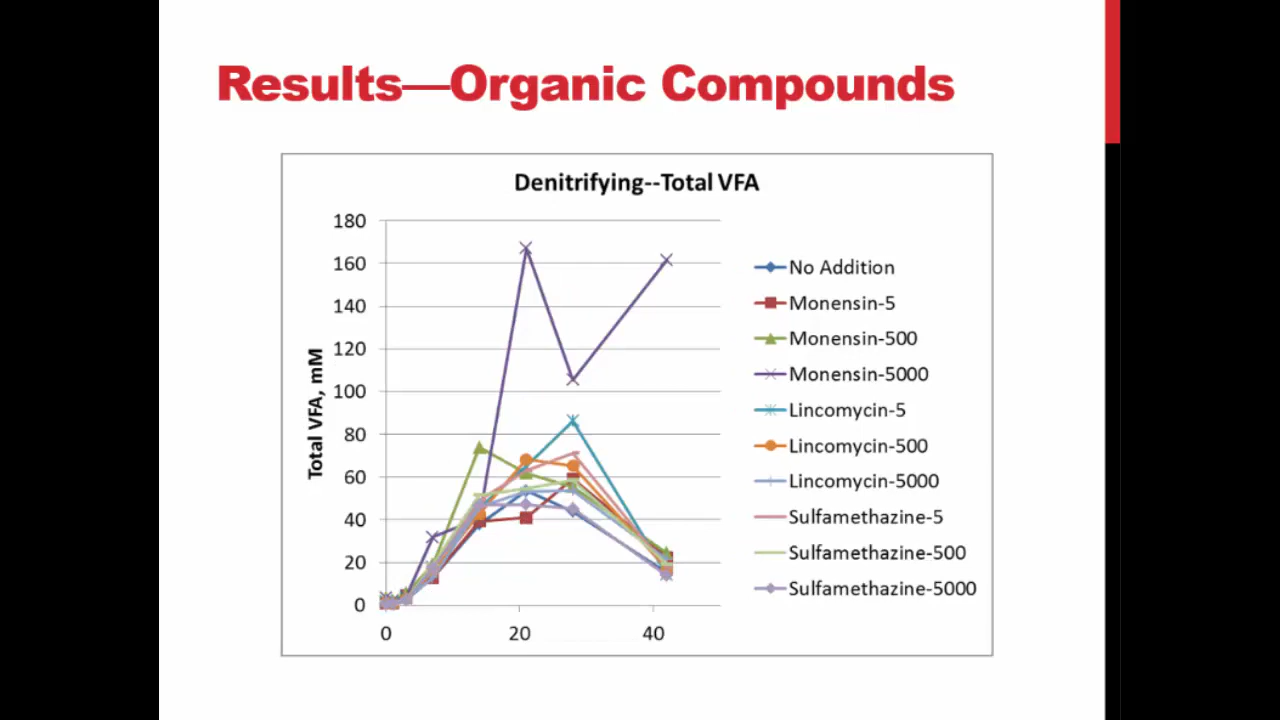 Results—Organic Compounds
Denitrifying--Total VFA
Total VFA, mM
180
160
140
120
100
80
60
40
20
0
0 20 40
No Addition
Monensin-5
Monensin-500
Monensin-5000
Lincomycin-5
Lincomycin-500
Lincomycin-5000
Sulfamethazine-5
Sulfamethazine-500
Sulfamethazine-5000